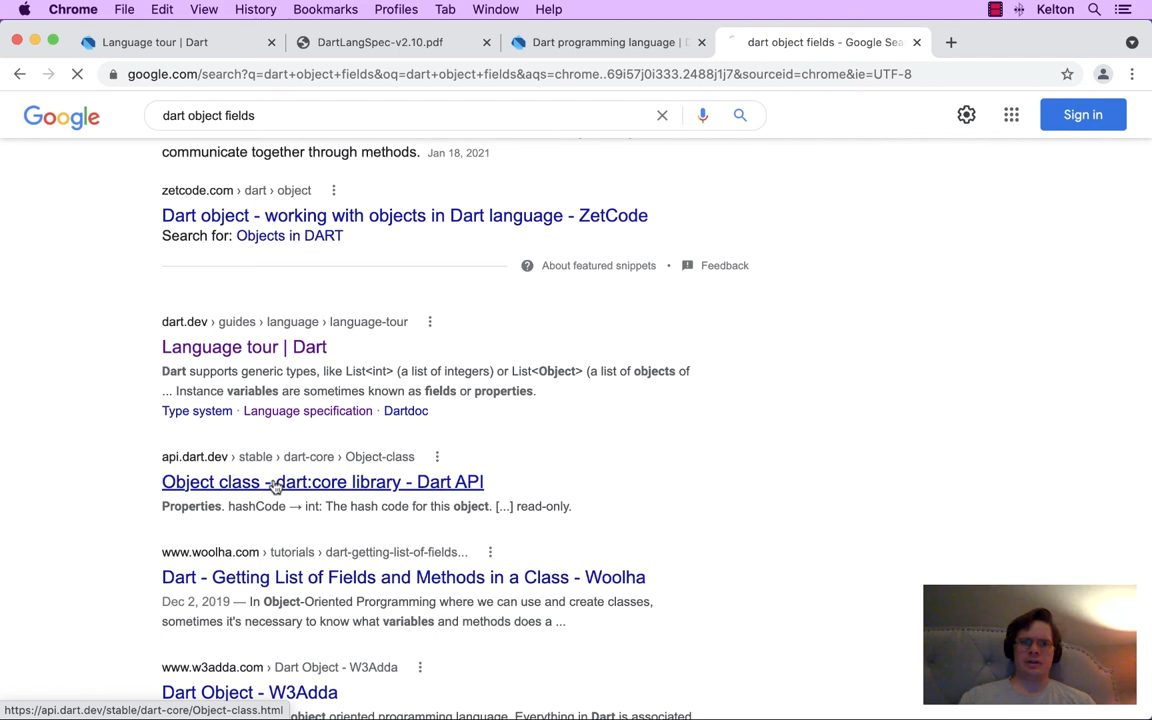 Chrome File Edit View History Bookmarks Profiles Tab Window Help Kelton
Language tour | Dart DartLangSpec-v2.10.pdf Dart programming language | dart object fields - Google Sea
google.com/search?q=dart+object+fields&oq=dart+object+fields&aqs=chrome..69i57j0i333.2488j1j7&sourceid=chrome&ie=UTF-8
Google dart object fields Sign in
communicate together through methods. Jan 18, 2021
zetcode.com › dart › object
Dart object - working with objects in Dart language - ZetCode
Search for: Objects in DART
About featured snippets • Feedback
dart.dev › guides › language › language-tour
Language tour | Dart
Dart supports generic types, like List<int> (a list of integers) or List<Object> (a list of objects of
... Instance variables are sometimes known as fields or properties.
Type system · Language specification · Dartdoc
api.dart.dev › stable › dart-core › Object-class
Object class - dart:core library - Dart API
Properties. hashCode → int: The hash code for this object. [...] read-only.
www.woolha.com › tutorials › dart-getting-list-of-fields...
Dart - Getting List of Fields and Methods in a Class - Woolha
Dec 2, 2019 — In Object-Oriented Prorgramming where we can use and create classes,
sometimes it's necessary to know what variables and methods does a ...
www.w3adda.com › Dart Object - W3Adda
Dart Object - W3Adda
https://api.dart.dev/stable/dart-core/Object-class.html
object oriented programming language. Everything in Dart is associated